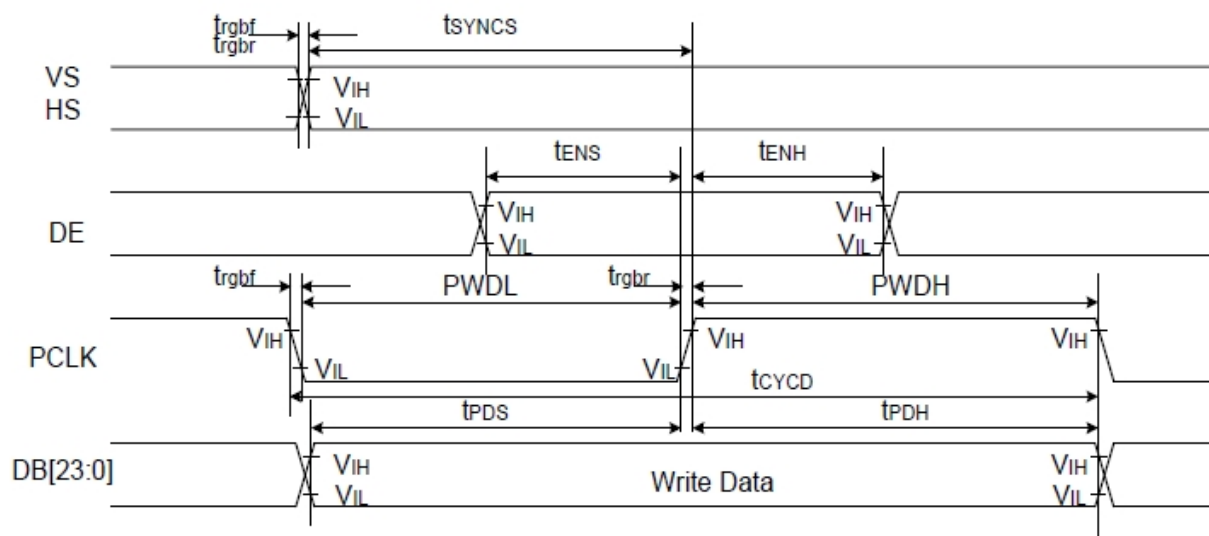 trgbf tSYNCS
trgbr
VS VIH
HS VIL
tENS tENH
DE VIH VIH
VIL VIL
trgbf PWDL trgbr PWDH
PCLK VIH VIH VIH
VIL VIL
tCYCD
tPDS tPDH
DB[23:0] VIH Write Data VIH
VIL VIL